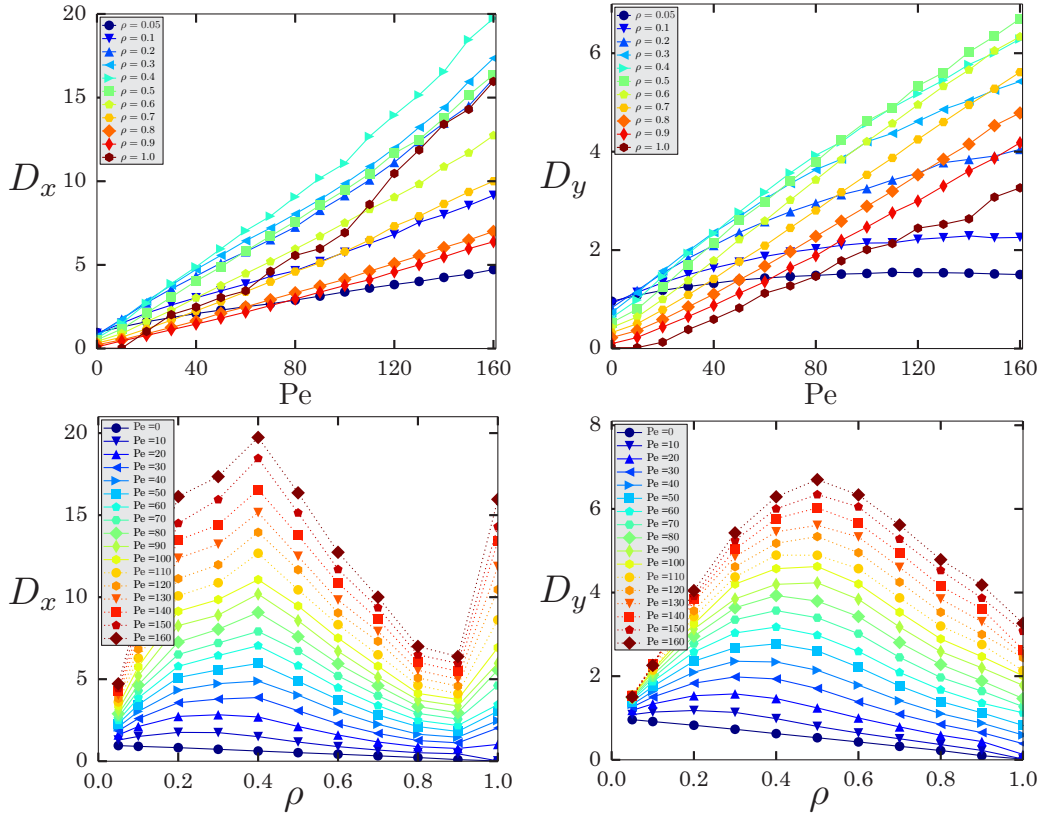 20
15
10
5
0
D_x
ρ = 0.05
ρ = 0.1
ρ = 0.2
ρ = 0.3
ρ = 0.4
ρ = 0.5
ρ = 0.6
ρ = 0.7
ρ = 0.8
ρ = 0.9
ρ = 1.0
0 40 80 120 160
Pe
6
4
2
0
D_y
ρ = 0.05
ρ = 0.1
ρ = 0.2
ρ = 0.3
ρ = 0.4
ρ = 0.5
ρ = 0.6
ρ = 0.7
ρ = 0.8
ρ = 0.9
ρ = 1.0
0 40 80 120 160
Pe
20
15
10
5
0
D_x
Pe =0
Pe =10
Pe =20
Pe =30
Pe =40
Pe =50
Pe =60
Pe =70
Pe =80
Pe =90
Pe =100
Pe =110
Pe =120
Pe =130
Pe =140
Pe =150
Pe =160
0.0 0.2 0.4 0.6 0.8 1.0
ρ
8
6
4
2
0
D_y
Pe =0
Pe =10
Pe =20
Pe =30
Pe =40
Pe =50
Pe =60
Pe =70
Pe =80
Pe =90
Pe =100
Pe =110
Pe =120
Pe =130
Pe =140
Pe =150
Pe =160
0.0 0.2 0.4 0.6 0.8 1.0
ρ